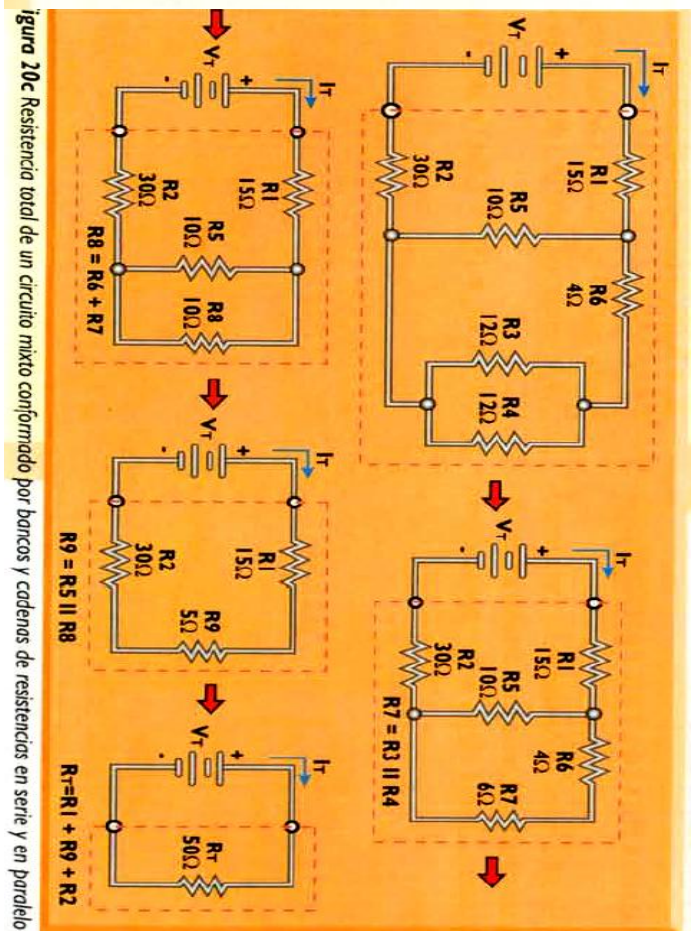 IT
VT
+
-
R1
15Ω
R6
4Ω
R5
10Ω
R3
12Ω
R4
12Ω
R2
30Ω
IT
VT
+
-
R1
15Ω
R6
4Ω
R5
10Ω
R7
6Ω
R2
30Ω
R7 = R3 II R4
IT
VT
+
-
R1
15Ω
R5
10Ω
R8
10Ω
R2
30Ω
R8 = R6 + R7
IT
VT
+
-
R1
15Ω
R9
5Ω
R2
30Ω
R9 = R5 II R8
IT
VT
+
-
RT
50Ω
RT=R1 + R9 + R2
igura 20c Resistencia total de un circuito mixto conformado por bancos y cadenas de resistencias en serie y en paralelo